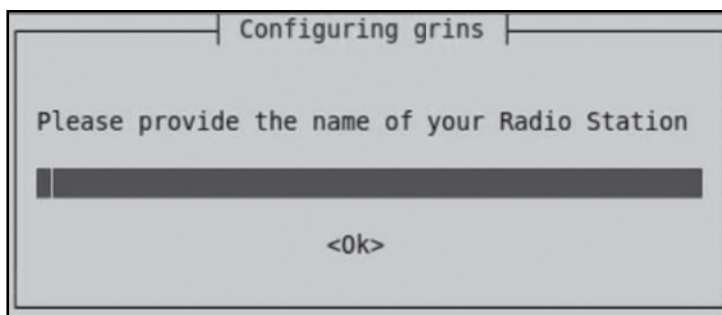 Configuring grins
Please provide the name of your Radio Station
<Ok>